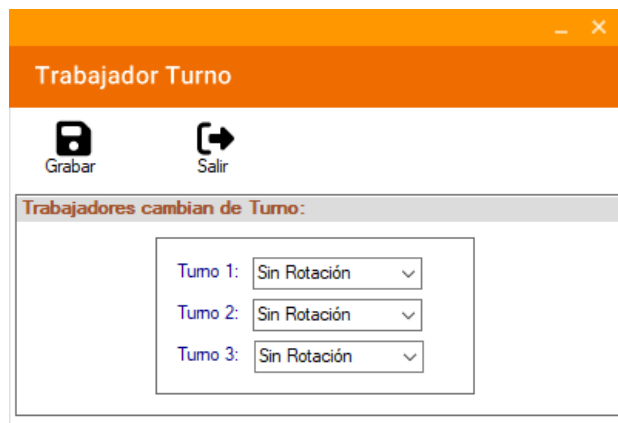 Trabajador Turno
Grabar Salir
Trabajadores cambian de Turno:
Turno 1: Sin Rotación
Turno 2: Sin Rotación
Turno 3: Sin Rotación